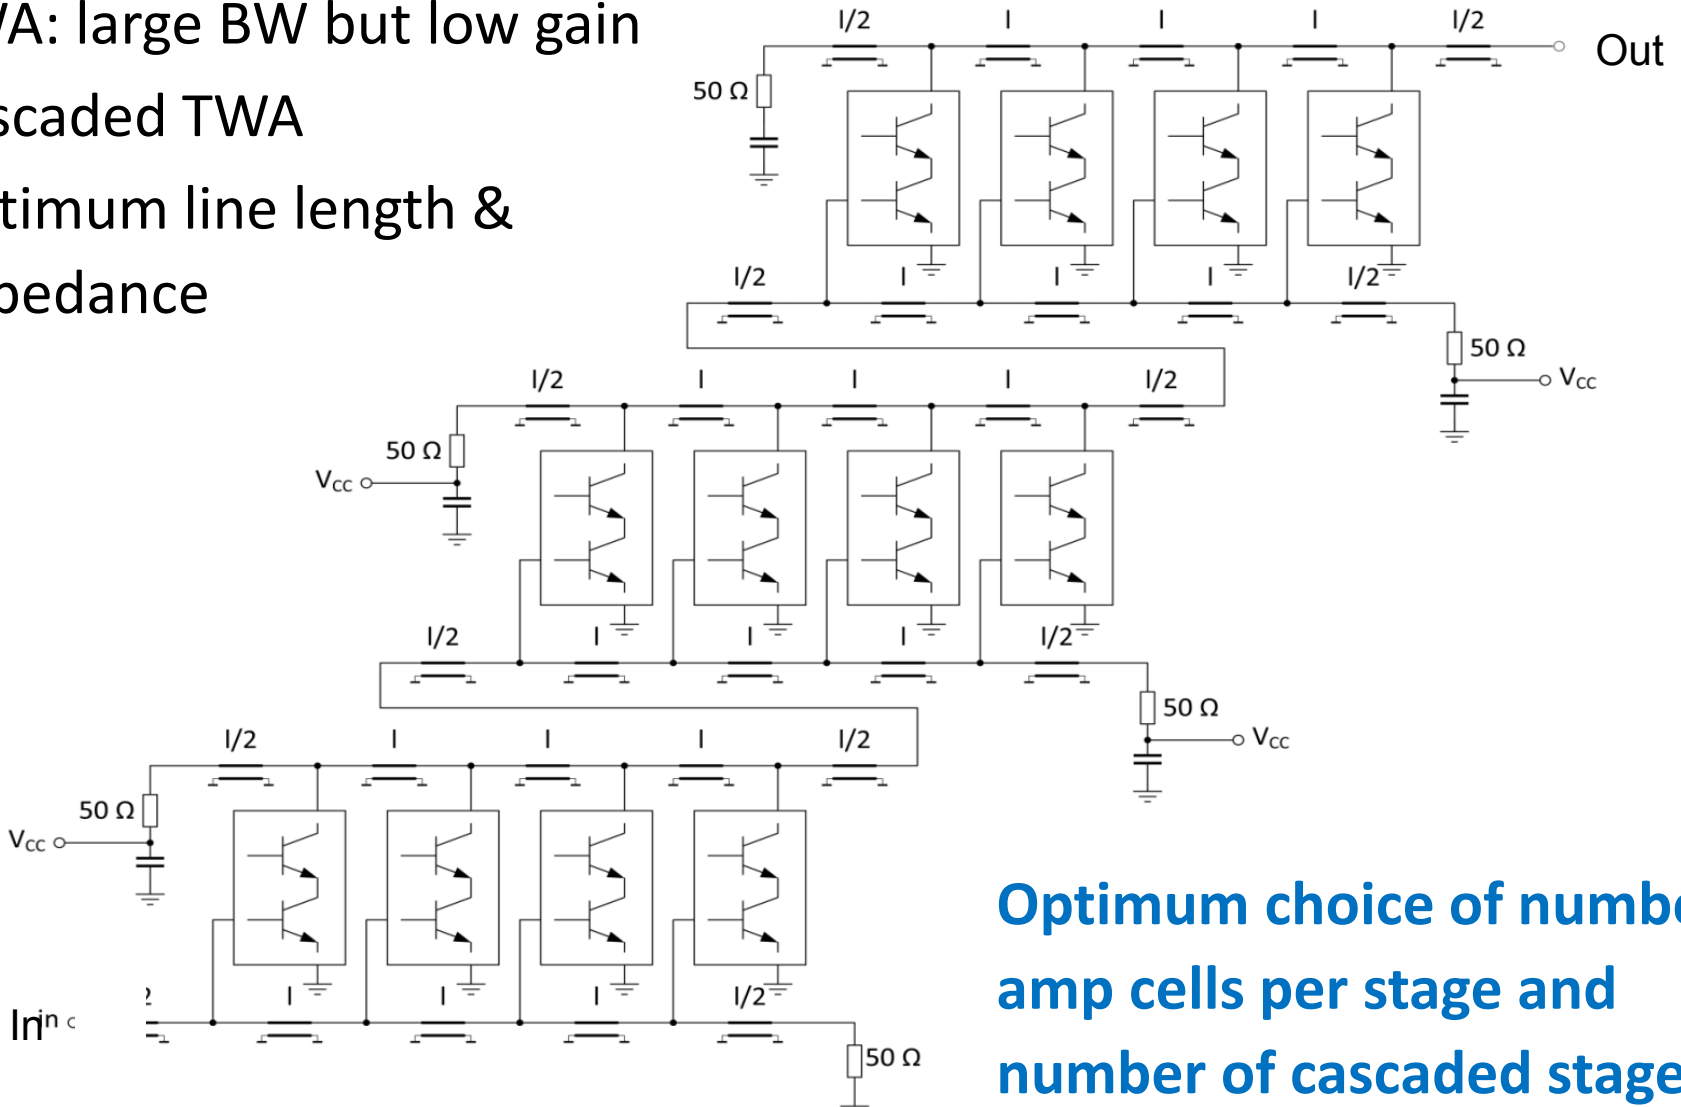 VA: large BW but low gain
scaded TWA
timum line length &
pedance
l/2 l l l l/2
Out
50 Ω
l/2 l l l l/2
50 Ω
VCC
l/2 l l l l/2
50 Ω
VCC
l/2 l l l l/2
50 Ω
VCC
l/2 l l l l/2
50 Ω
VCC
In in
l l l l/2
50 Ω
Optimum choice of numb
amp cells per stage and
number of cascaded stage